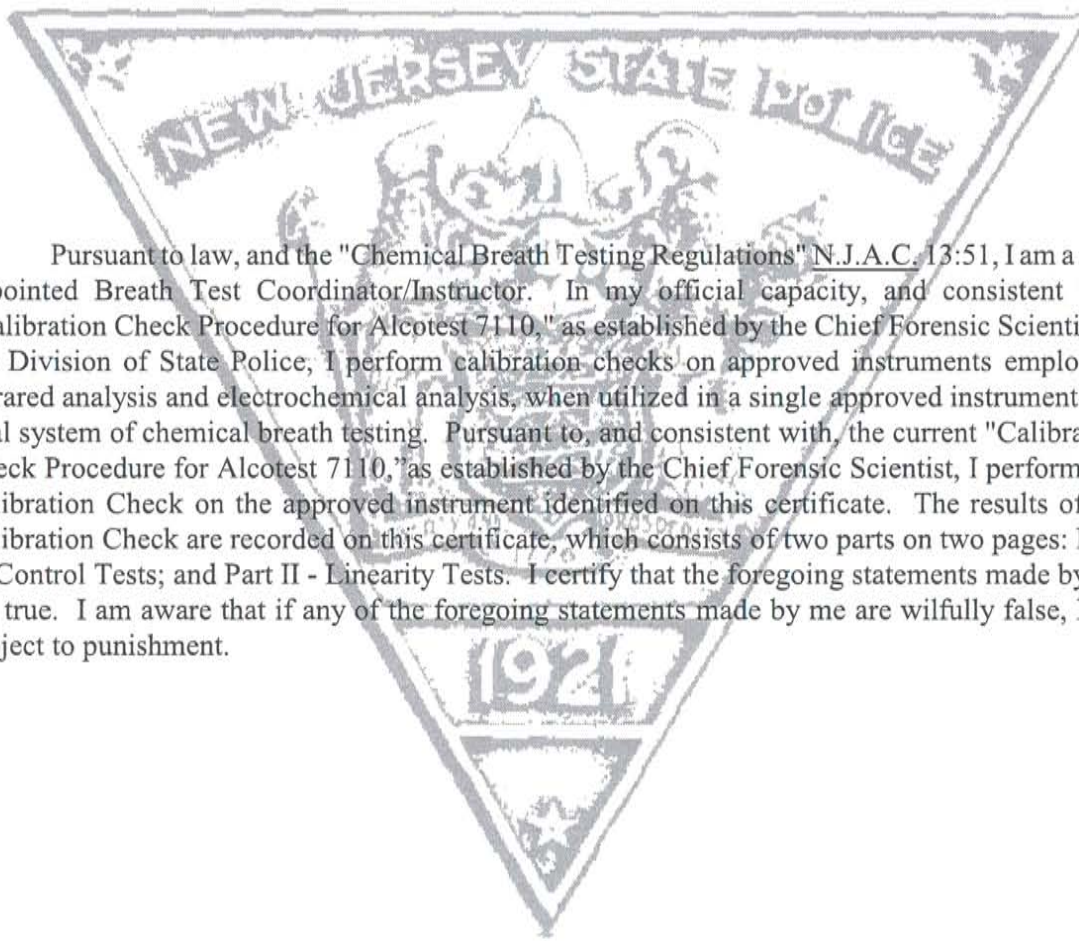 NEW JERSEY STATE POLICE
Pursuant to law, and the "Chemical Breath Testing Regulations" N.J.A.C. 13:51, I am a
pointed Breath Test Coordinator/Instructor. In my official capacity, and consistent
alibration Check Procedure for Alcotest 7110," as established by the Chief Forensic Scienti
Division of State Police, I perform calibration checks on approved instruments emplo
rared analysis and electrochemical analysis, when utilized in a single approved instrument
al system of chemical breath testing. Pursuant to, and consistent with, the current "Calibra
eck Procedure for Alcotest 7110,"as established by the Chief Forensic Scientist, I perform
ibration Check on the approved instrument identified on this certificate. The results of
ibration Check are recorded on this certificate, which consists of two parts on two pages:
Control Tests; and Part II - Linearity Tests. I certify that the foregoing statements made by
true. I am aware that if any of the foregoing statements made by me are wilfully false,
ject to punishment.
1921